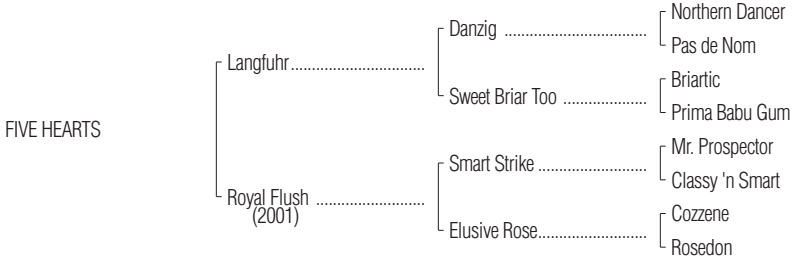 Northern Dancer
Danzig ..................................
Pas de Nom
Langfuhr................................
Briartic
Sweet Briar Too ....................
Prima Babu Gum
FIVE HEARTS
Mr. Prospector
Smart Strike ..........................
Classy 'n Smart
Royal Flush ..........................
(2001)
Cozzene
Elusive Rose..........................
Rosedon